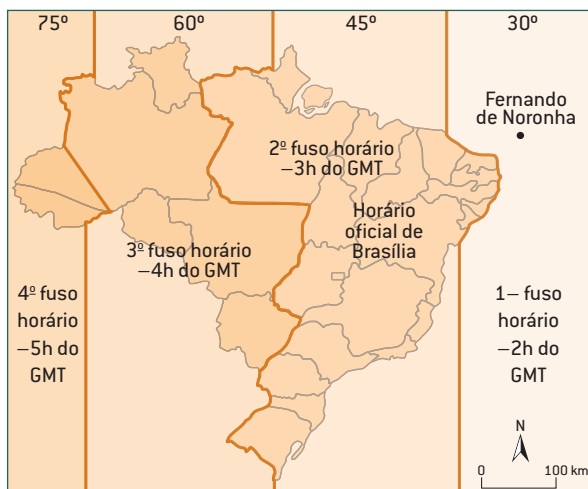 75º 60º 45º 30º
Fernando
de Noronha
2º fuso horário
–3h do GMT
Horário
oficial de
Brasília
3º fuso horário
–4h do GMT
4º fuso
horário
–5h do
GMT
1– fuso
horário
–2h do
GMT
N
0 100 km